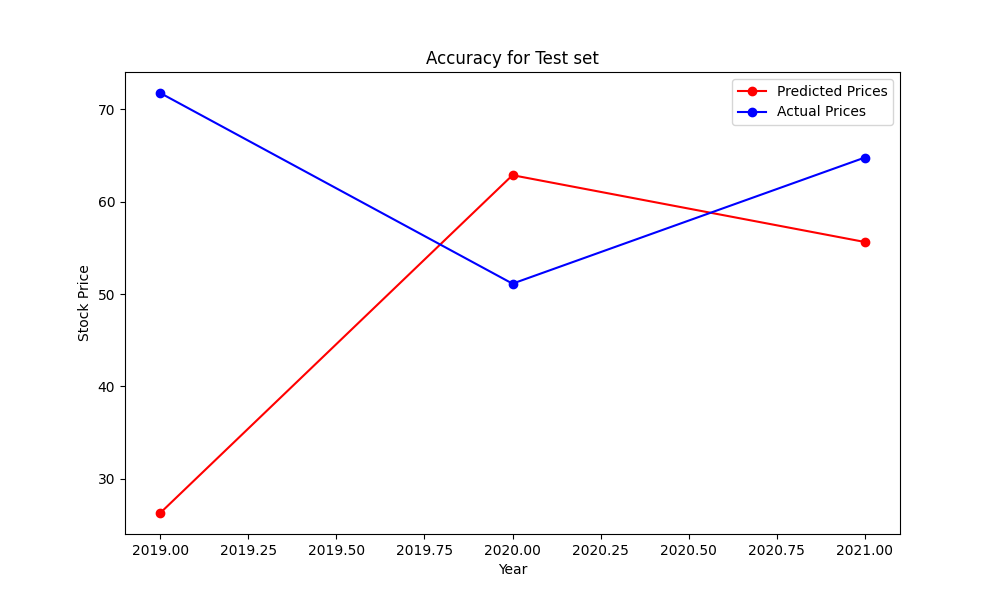 Accuracy for Test set
Predicted Prices
Actual Prices
70
60
50
40
30
Stock Price
2019.00 2019.25 2019.50 2019.75 2020.00 2020.25 2020.50 2020.75 2021.00
Year